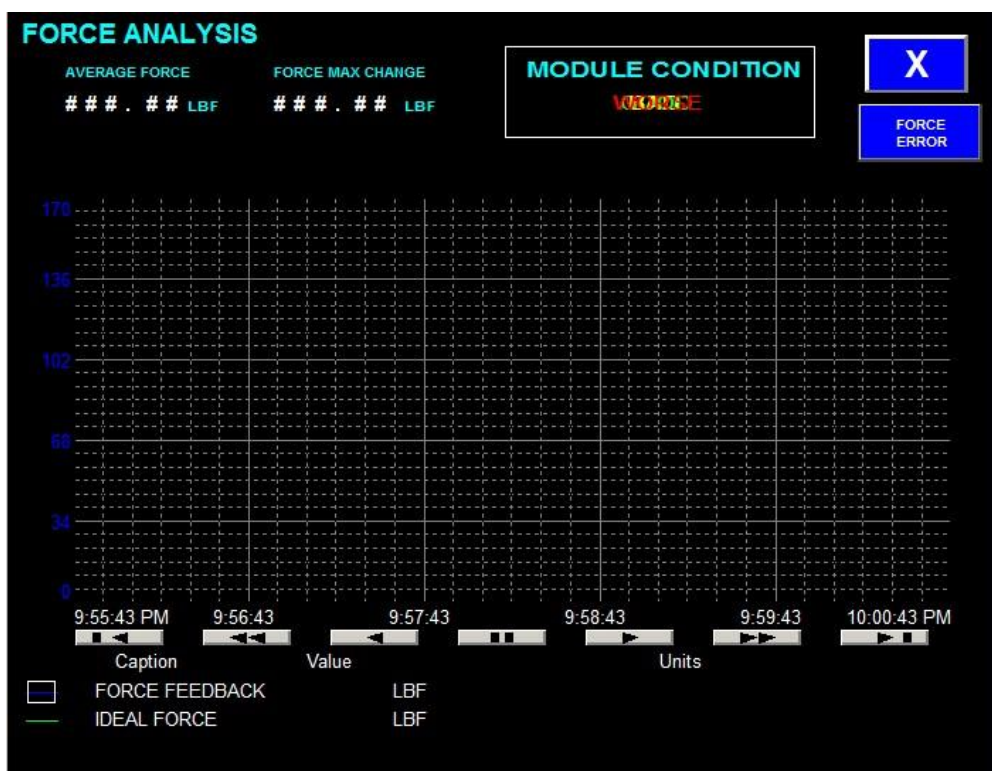 FORCE ANALYSIS
AVERAGE FORCE FORCE MAX CHANGE
###.## LBF ###.## LBF
MODULE CONDITION
X
FORCE
ERROR
170
136
102
68
34
0
9:55:43 PM 9:56:43 9:57:43 9:58:43 9:59:43 10:00:43 PM
Caption Value Units
FORCE FEEDBACK LBF
IDEAL FORCE LBF